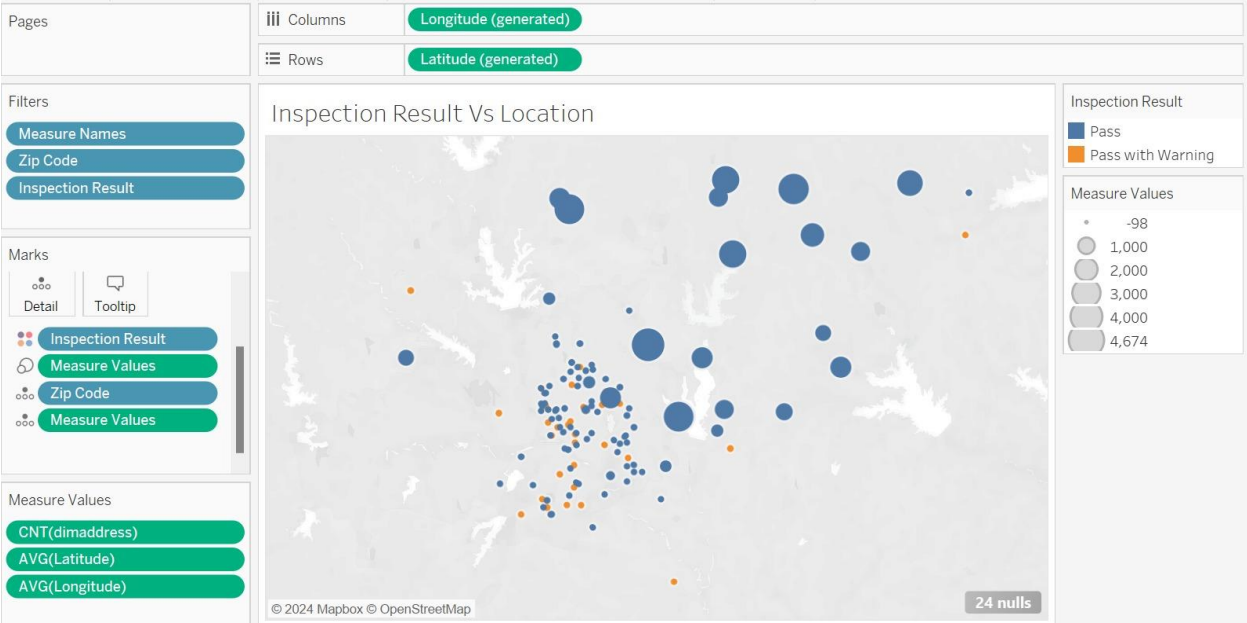 Pages
Columns
Longitude (generated)
Rows
Latitude (generated)
Filters
Measure Names
Zip Code
Inspection Result
Marks
Detail
Tooltip
Inspection Result
Measure Values
Zip Code
Measure Values
Measure Values
CNT(dimaddress)
AVG(Latitude)
AVG(Longitude)
Inspection Result Vs Location
© 2024 Mapbox © OpenStreetMap
24 nulls
Inspection Result
Pass
Pass with Warning
Measure Values
-98
1,000
2,000
3,000
4,000
4,674